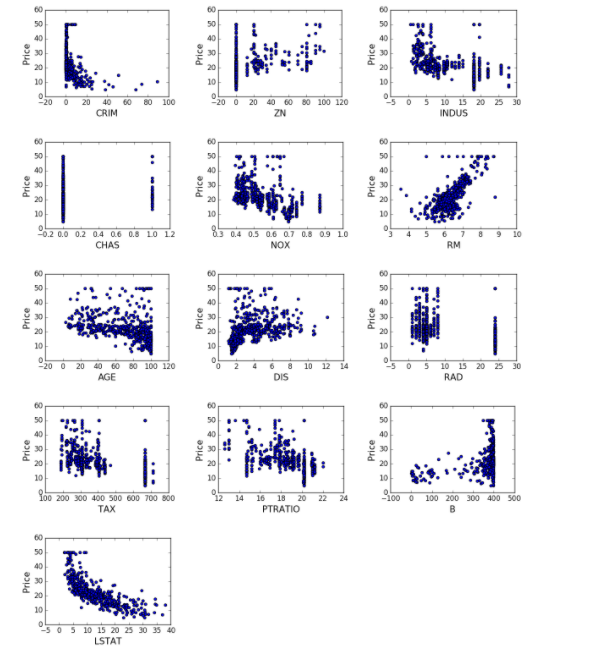 60
50
40
30
20
10
0
Price
−20 0 20 40 60 80 100
CRIM
60
50
40
30
20
10
0
Price
−20 0 20 40 60 80 100 120
ZN
60
50
40
30
20
10
0
Price
−5 0 5 10 15 20 25 30
INDUS
60
50
40
30
20
10
0
Price
−0.2 0.0 0.2 0.4 0.6 0.8 1.0 1.2
CHAS
60
50
40
30
20
10
0
Price
0.3 0.4 0.5 0.6 0.7 0.8 0.9 1.0
NOX
60
50
40
30
20
10
0
Price
3 4 5 6 7 8 9 10
RM
60
50
40
30
20
10
0
Price
−20 0 20 40 60 80 100 120
AGE
60
50
40
30
20
10
0
Price
0 2 4 6 8 10 12 14
DIS
60
50
40
30
20
10
0
Price
−5 0 5 10 15 20 25 30
RAD
60
50
40
30
20
10
0
Price
100 200 300 400 500 600 700 800
TAX
60
50
40
30
20
10
0
Price
12 14 16 18 20 22 24
PTRATIO
60
50
40
30
20
10
0
Price
−100 0 100 200 300 400 500
B
60
50
40
30
20
10
0
Price
−5 0 5 10 15 20 25 30 35 40
LSTAT